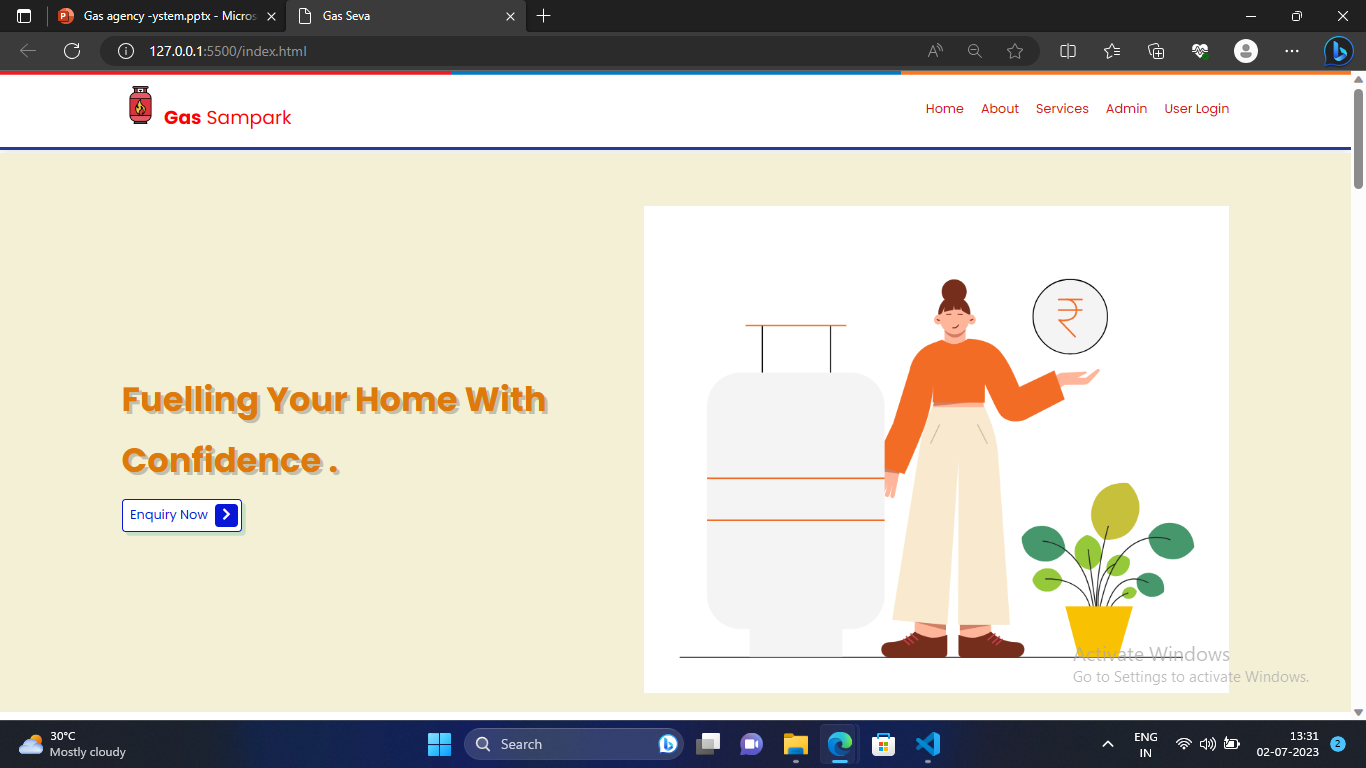 Gas agency -ystem.pptx - Micros
Gas Seva
127.0.0.1:5500/index.html
Gas Sampark
Home About Services Admin User Login
Fuelling Your Home With
Confidence .
Enquiry Now
₹
Activate Windows
Go to Settings to activate Windows.
30°C
Mostly cloudy
Search
ENG
IN
13:31
02-07-2023
2